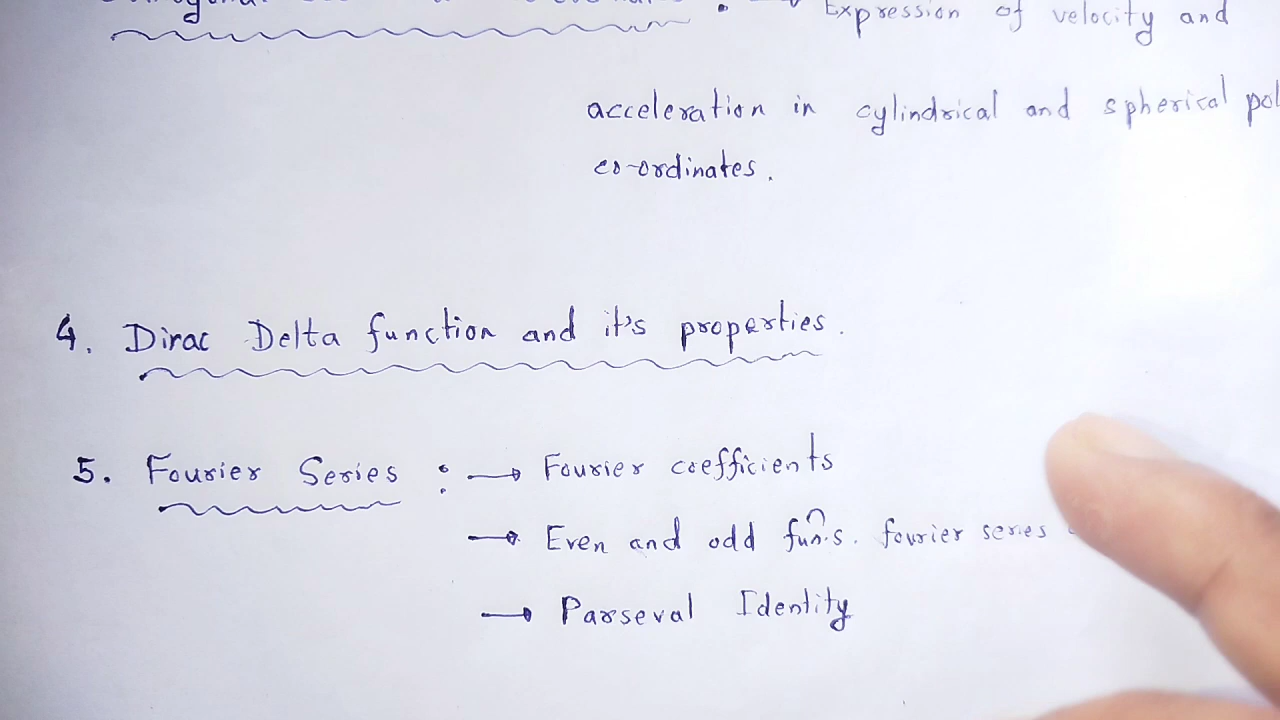 Expression of velocity and
acceleration in cylindrical and spherical pol
co-ordinates.
4. Dirac Delta function and it's properties.
5. Fourier Series : → Fourier coefficients
→ Even and odd fun.s. fourier series
→ Parseval Identity